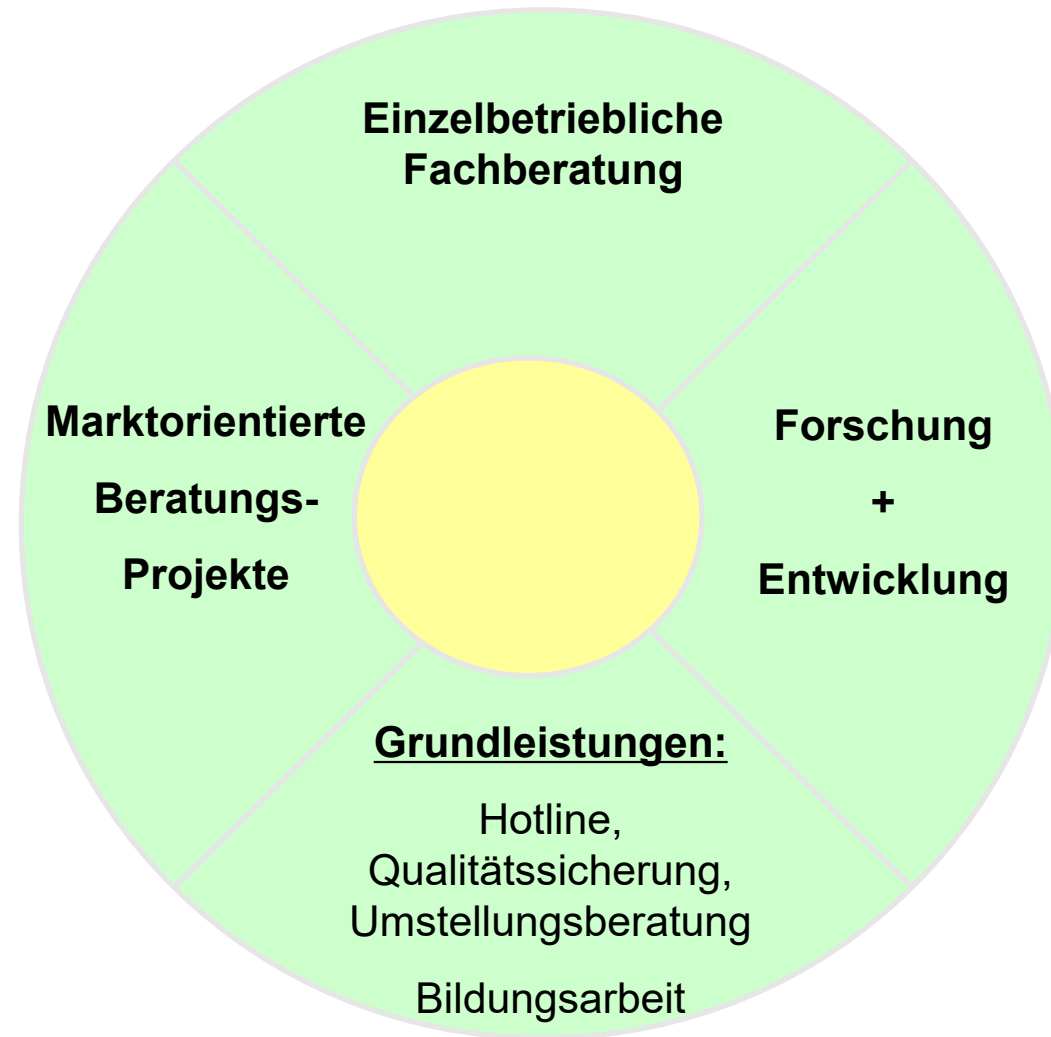 Einzelbetriebliche
Fachberatung
Marktorientierte
Beratungs-
Projekte
Forschung
+
Entwicklung
Grundleistungen:
Hotline,
Qualitätssicherung,
Umstellungsberatung
Bildungsarbeit